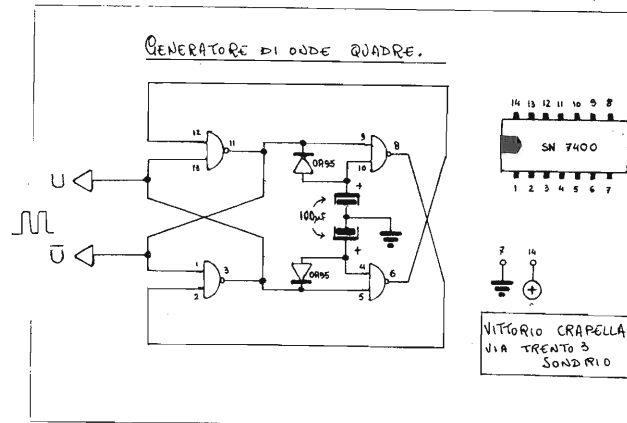 GENERATORE DI ONDE QUADRE.
14 13 12 11 10 9 8
SN 7400
1 2 3 4 5 6 7
12
13
11
9
10
8
OA95
U
+
100µF
+
U̅
1
2
3
OA95
4
5
6
7 14
+
VITTORIO CRAPELLA
VIA TRENTO 3
SONDRIO